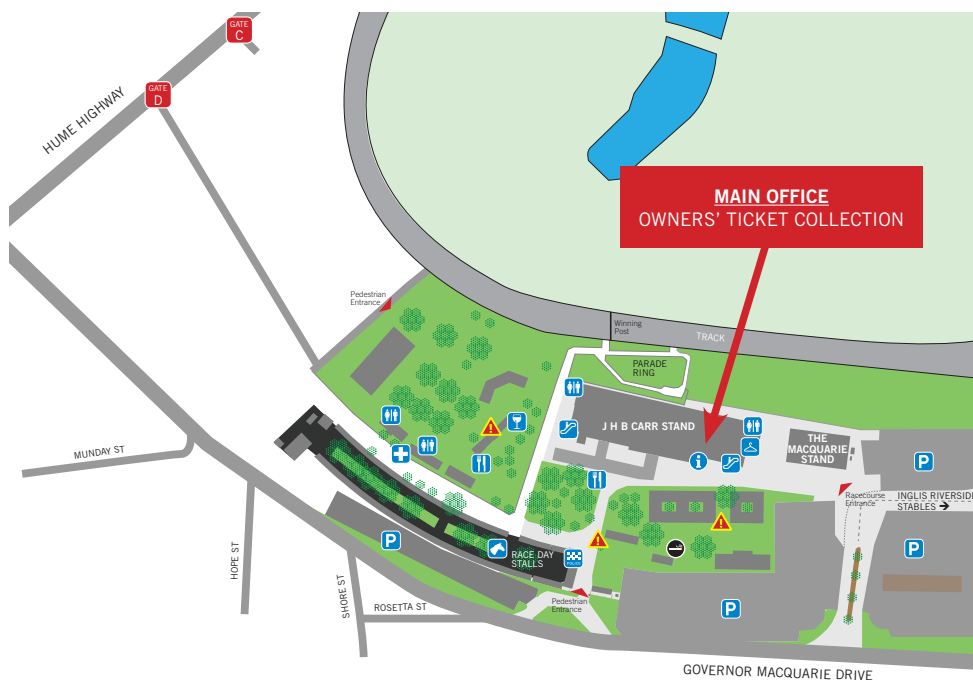 GATE
C
GATE
D
HUME HIGHWAY
MAIN OFFICE
OWNERS’ TICKET COLLECTION
Pedestrian
Entrance
Winning
Post
TRACK
PARADE
RING
J H B CARR STAND
THE
MACQUARIE
STAND
i
P
MUNDAY ST
Racecourse
Entrance
INGLIS RIVERSIDE
STABLES
HOPE ST
P
RACE DAY
STALLS
POLICE
P
SHORE ST
ROSETTA ST
Pedestrian
Entrance
P
GOVERNOR MACQUARIE DRIVE